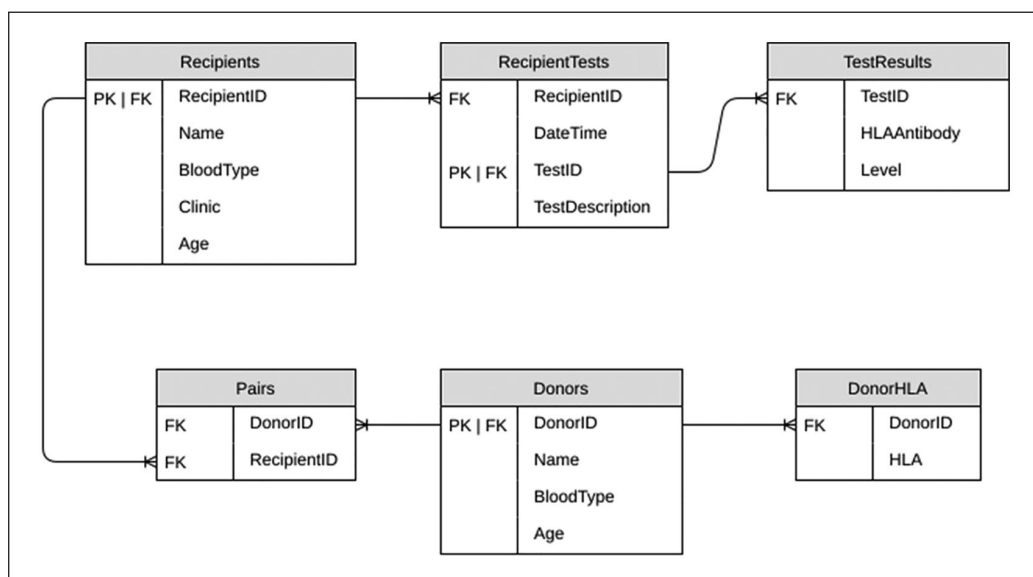 Recipients
PK | FK RecipientID
Name
BloodType
Clinic
Age
RecipientTests
FK RecipientID
DateTime
PK | FK TestID
TestDescription
TestResults
FK TestID
HLAAntibody
Level
Pairs
FK DonorID
FK RecipientID
Donors
PK | FK DonorID
Name
BloodType
Age
DonorHLA
FK DonorID
HLA